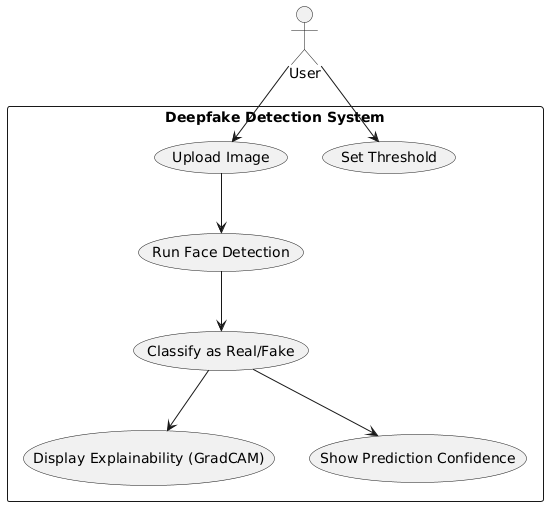 User
Deepfake Detection System
Upload Image
Set Threshold
Run Face Detection
Classify as Real/Fake
Display Explainability (GradCAM)
Show Prediction Confidence